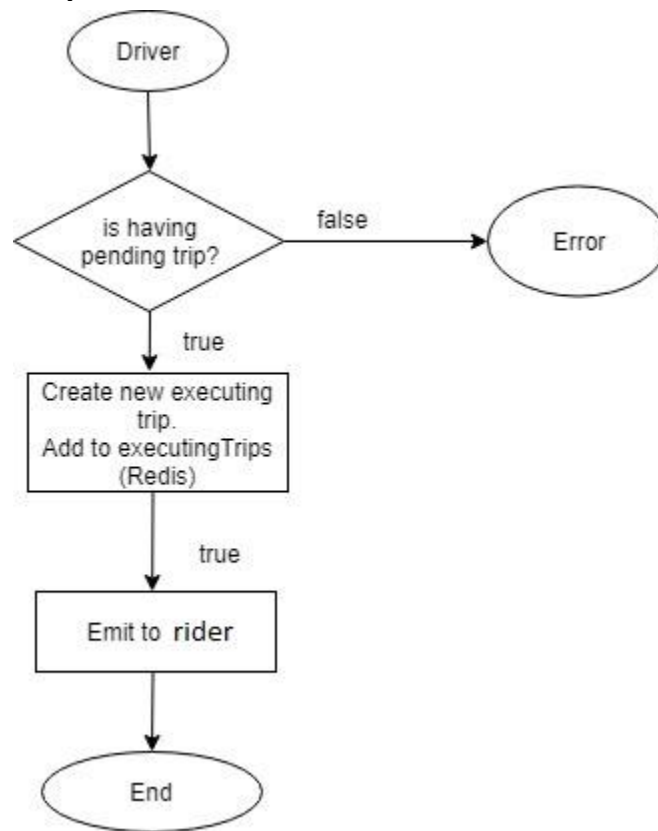 Driver
is having
pending trip?
false
Error
true
Create new executing
trip.
Add to executingTrips
(Redis)
true
Emit to rider
End